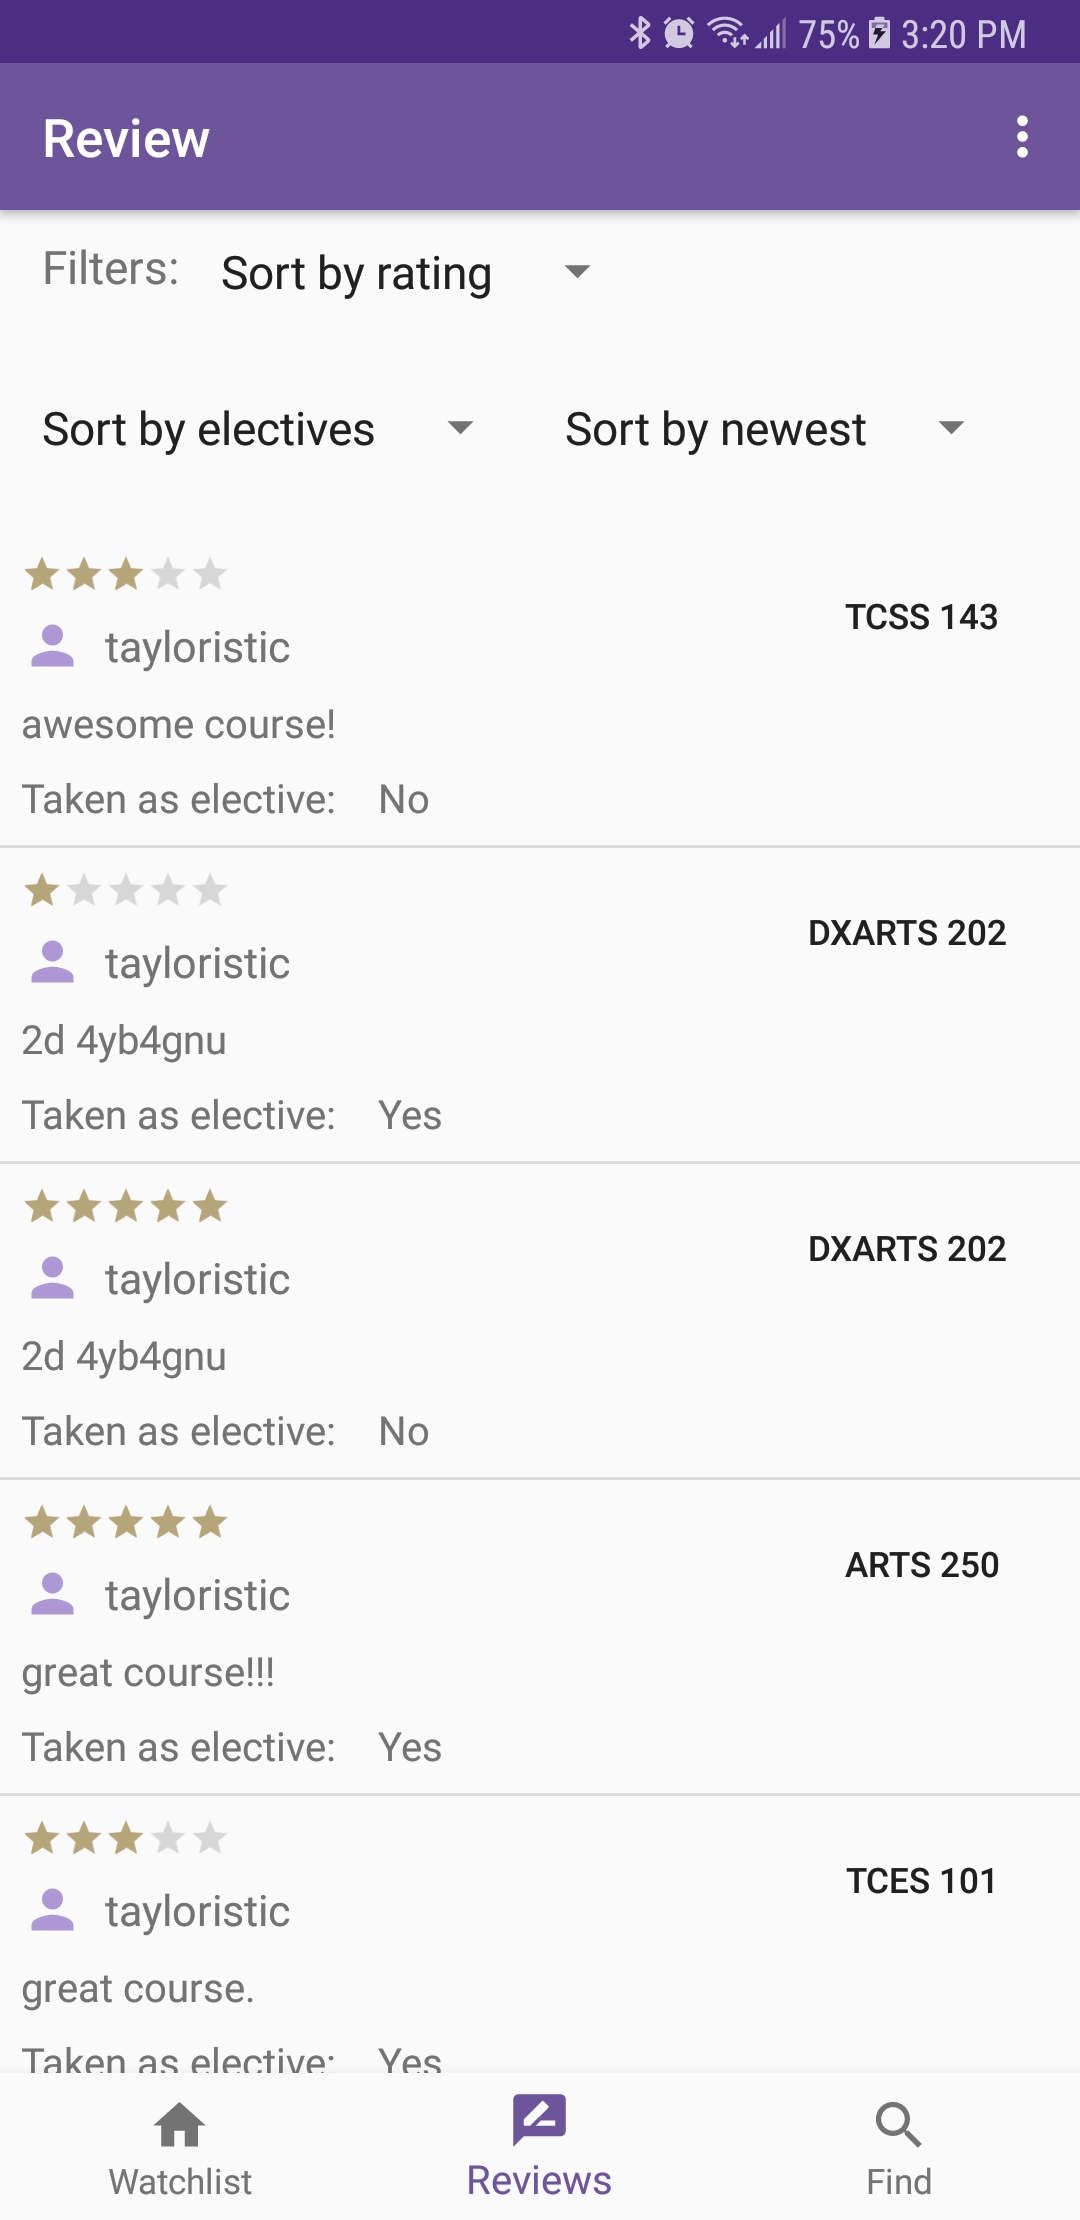 75% 3:20 PM
Review
Filters: Sort by rating
Sort by electives Sort by newest
TCSS 143
tayloristic
awesome course!
Taken as elective: No
DXARTS 202
tayloristic
2d 4yb4gnu
Taken as elective: Yes
DXARTS 202
tayloristic
2d 4yb4gnu
Taken as elective: No
ARTS 250
tayloristic
great course!!!
Taken as elective: Yes
TCES 101
tayloristic
great course.
Taken as elective: Yes
Watchlist Reviews Find